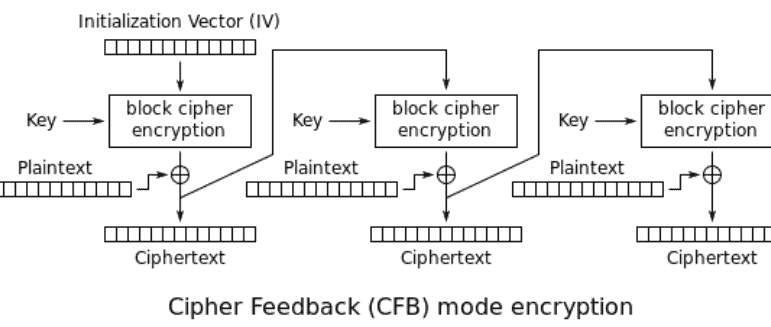 Initialization Vector (IV)
Key
block cipher
encryption
Key
block cipher
encryption
Key
block cipher
encryption
Plaintext
Plaintext
Plaintext
Ciphertext
Ciphertext
Ciphertext
Cipher Feedback (CFB) mode encryption